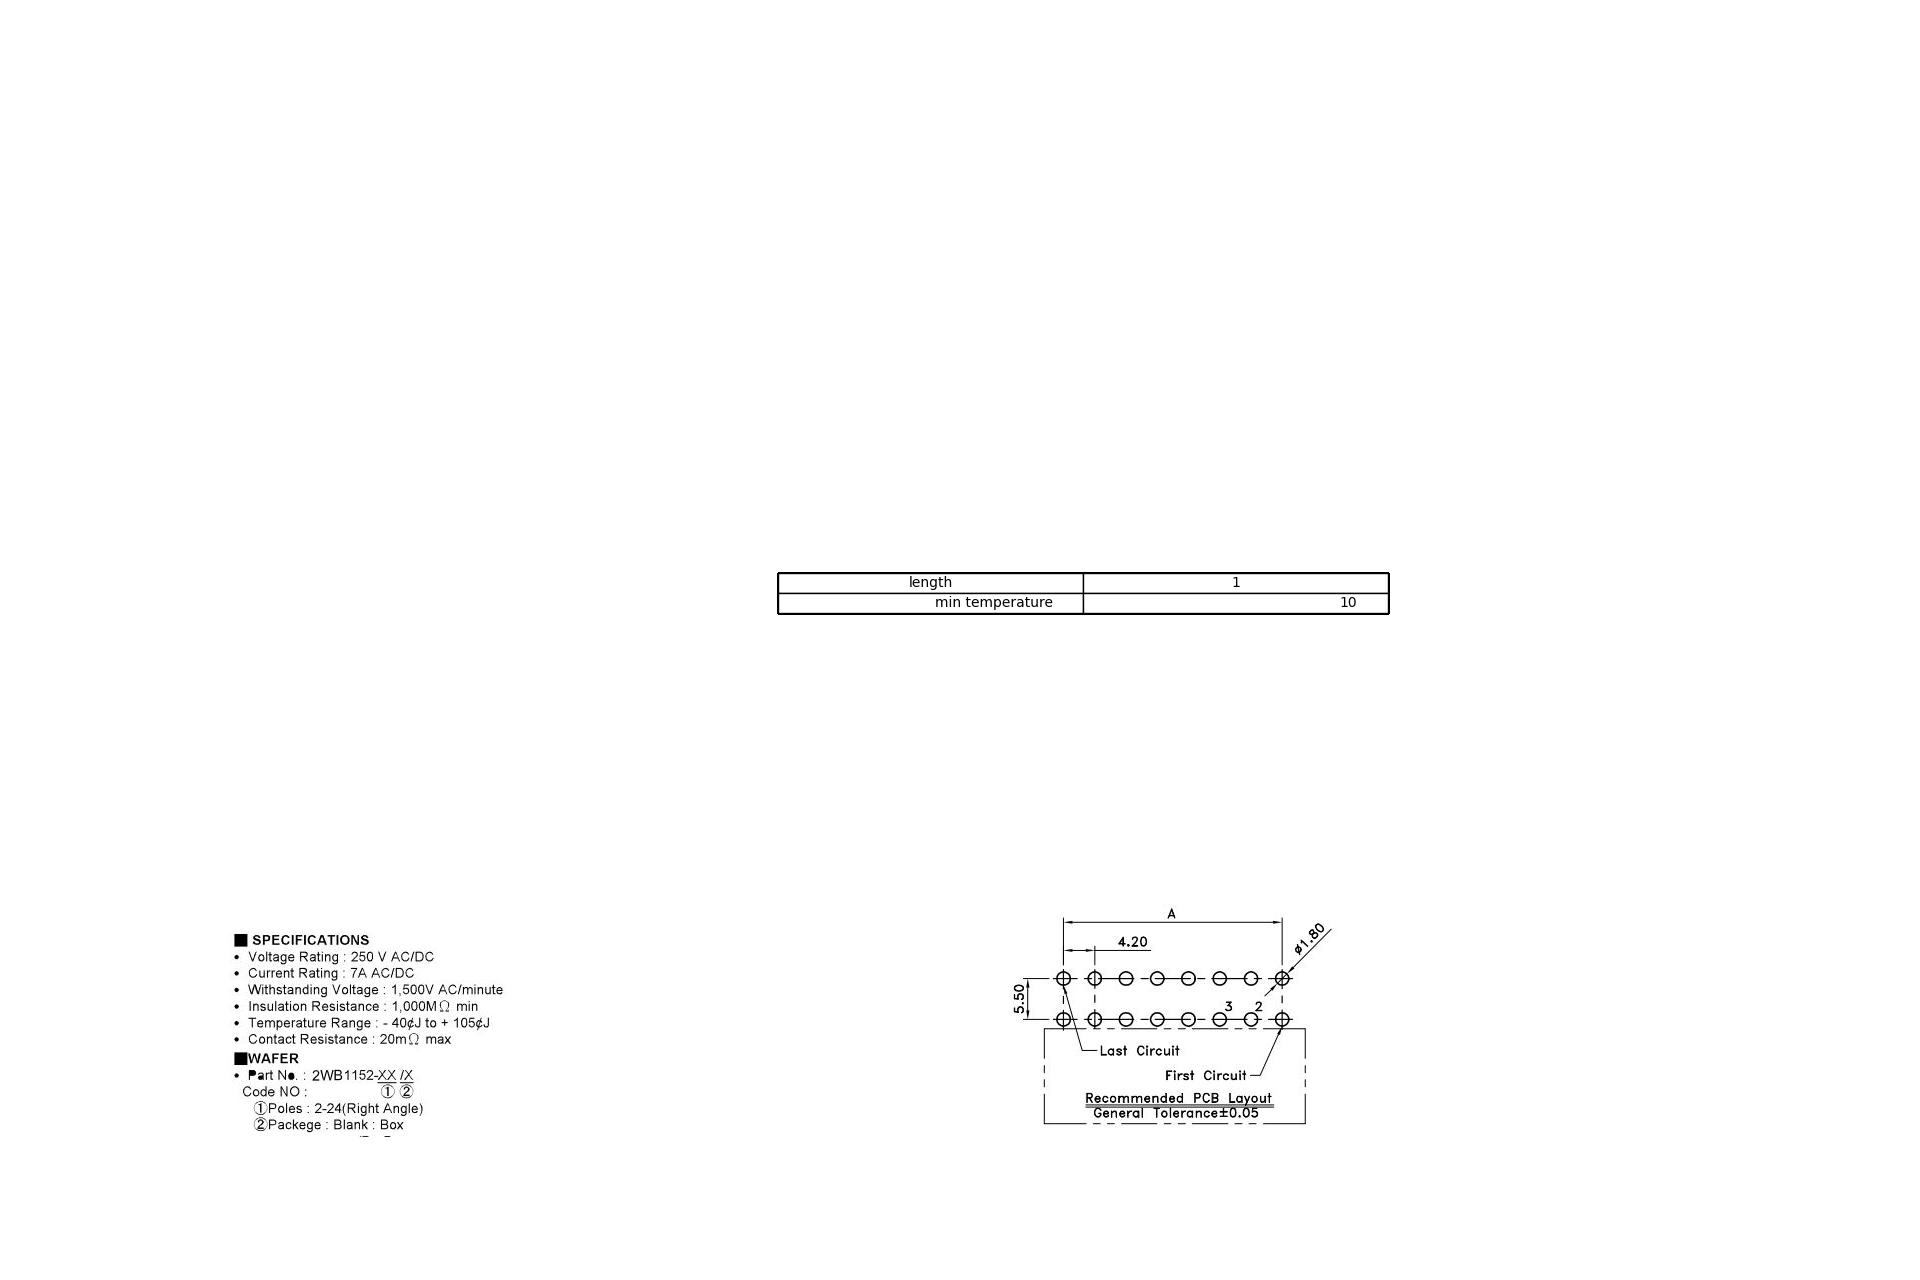 length 1
min temperature 10
■ SPECIFICATIONS
• Voltage Rating : 250 V AC/DC
• Current Rating : 7A AC/DC
• Withstanding Voltage : 1,500V AC/minute
• Insulation Resistance : 1,000MΩ min
• Temperature Range : - 40¢J to + 105¢J
• Contact Resistance : 20mΩ max
■WAFER
• Part No. : 2WB1152-XX /X
Code NO : ① ②
①Poles : 2-24(Right Angle)
②Packege : Blank : Box
A
4.20
ø1.80
5.50
3 2
Last Circuit
First Circuit
Recommended PCB Layout
General Tolerance±0.05